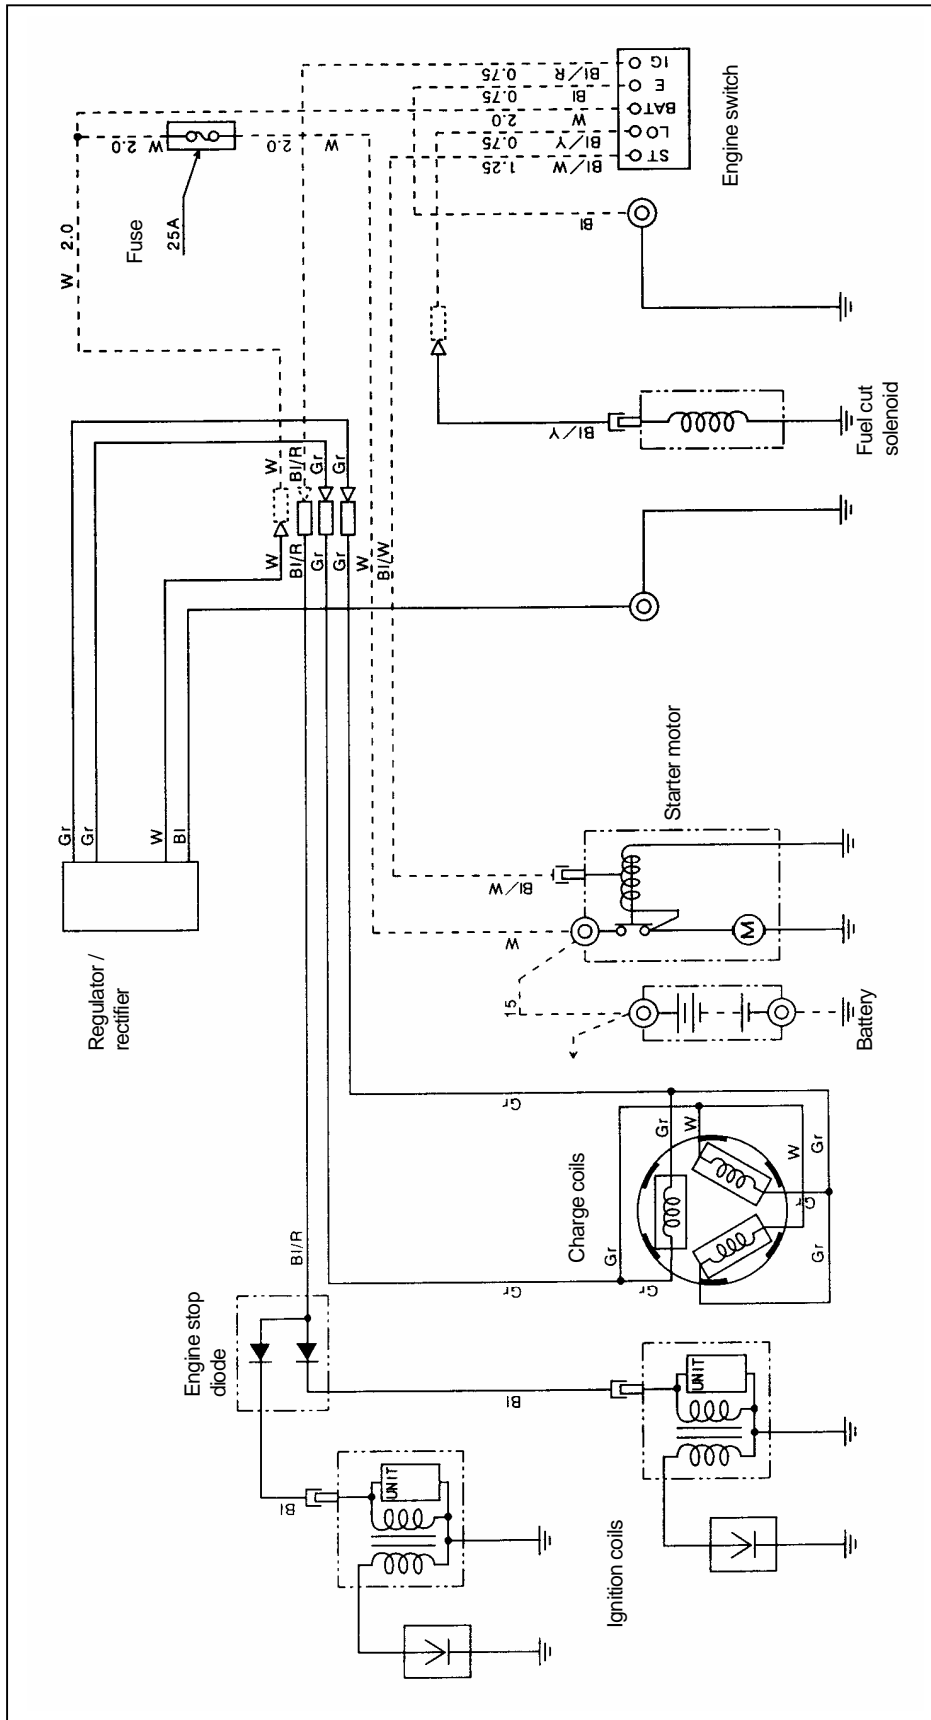 IG
E
BAT
LO
ST
Engine switch
0.75 Bl/R
0.75 Bl
2.0 W
0.75 Bl/Y
1.25 Bl/W
W 2.0
2.0 W
2.0 W
Fuse
25A
Bl
Bl/Y
Fuel cut
solenoid
W
Bl/R
Gr
Gr
W
Bl/R
Gr
Gr
W
Bl/W
Gr
Gr
W
Bl
Regulator /
rectifier
Starter motor
Bl/W
W
15
Battery
Gr
Gr
W
W
Gr
Gr
Gr
Gr
Gr
Gr
Charge coils
Bl/R
Engine stop
diode
Bl
UNIT
Bl
UNIT
Ignition coils